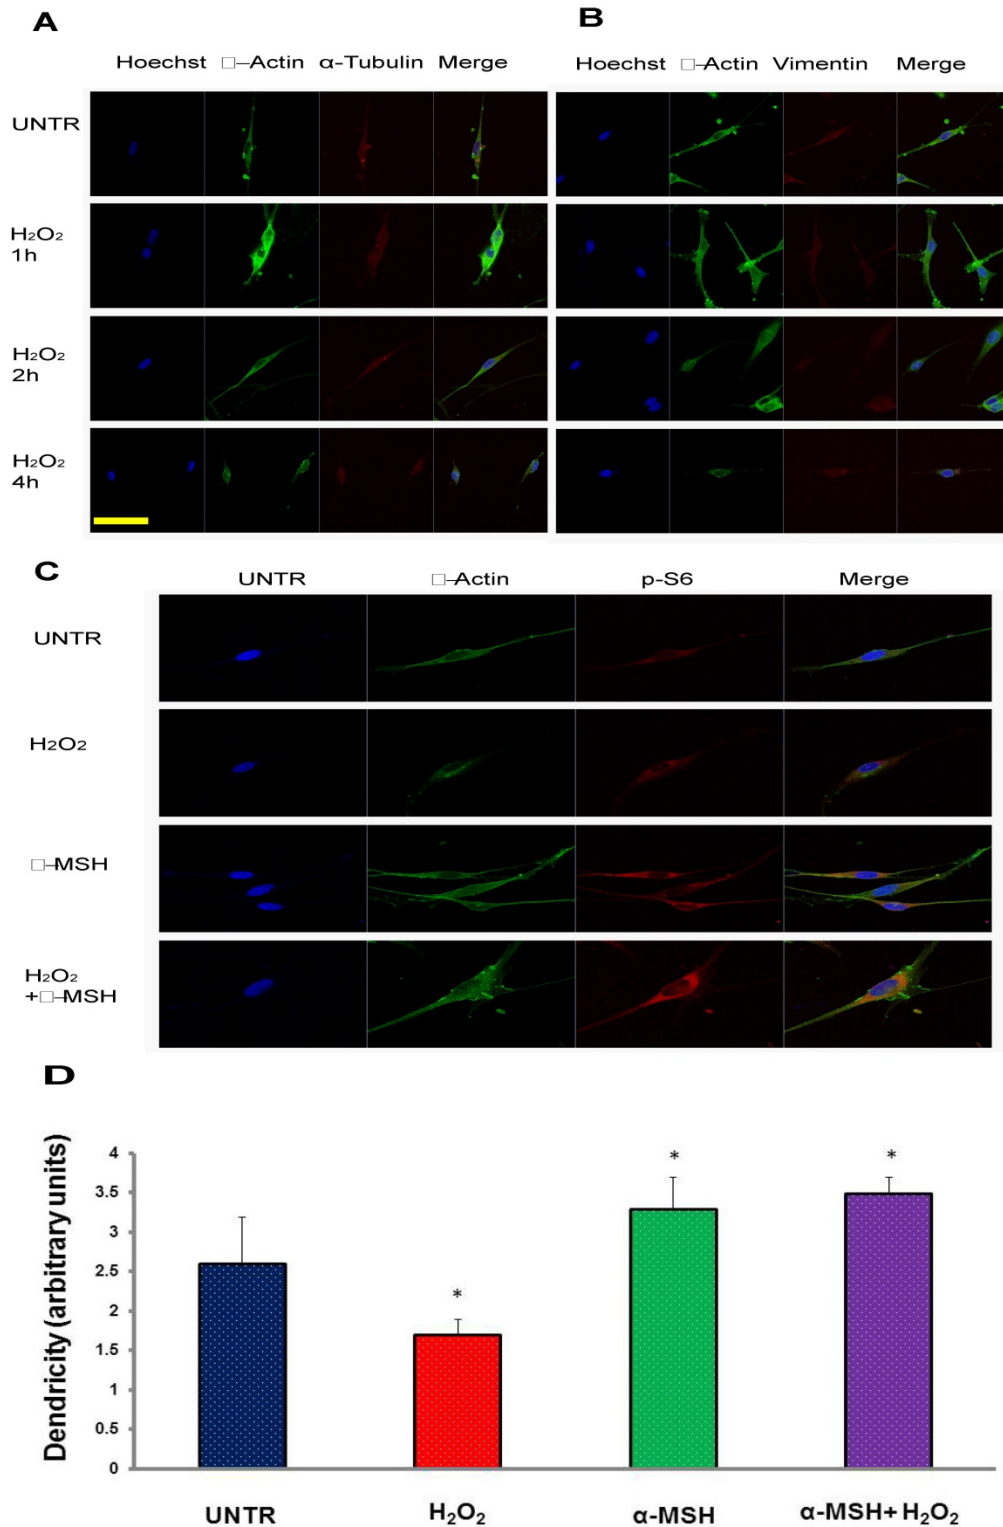 A
B
Hoechst □–Actin α-Tubulin Merge
Hoechst □–Actin Vimentin Merge
UNTR
H₂O₂
1h
H₂O₂
2h
H₂O₂
4h
C
UNTR □–Actin p-S6 Merge
UNTR
H₂O₂
□–MSH
H₂O₂
+□–MSH
D
Dendricity (arbitrary units)
4
3.5
3
2.5
2
1.5
1
0.5
0
*
*
*
UNTR H₂O₂ α-MSH α-MSH+H₂O₂